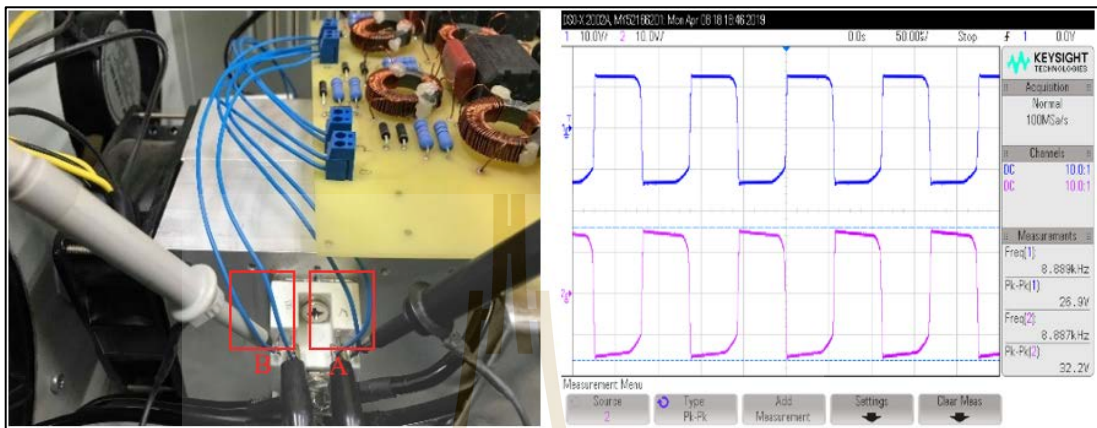 DSO-X 2002A, MY52186201: Mon Apr 08 18:18:46 2019
1 10.0V/ 2 10.0V/ 0.0s 50.00%/ Stop 1 0.0V
KEYSIGHT
TECHNOLOGIES
Acquisition
Normal
100MSa/s
Channels
DC 10.0:1
DC 10.0:1
Measurements
Freq(1):
8.889kHz
Pk-Pk(1):
26.9V
Freq(2):
8.887kHz
Pk-Pk(2):
32.2V
B A
Measurement Menu
Source
2
Type
Pk-Pk
Add
Measurement
Settings
Clear Meas